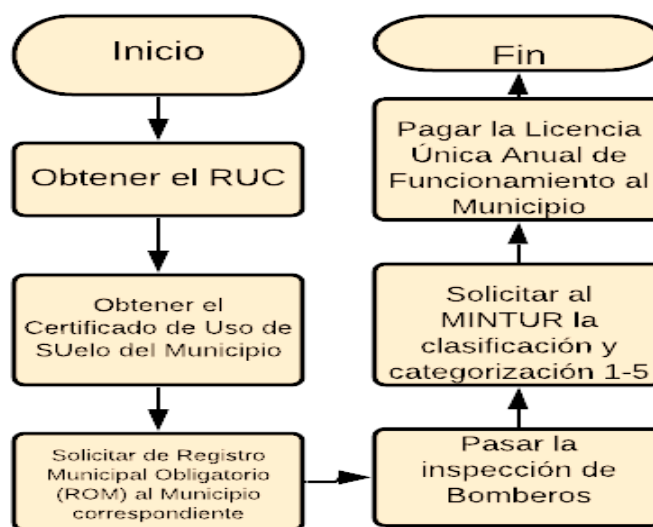 Inicio
Obtener el RUC
Obtener el
Certificado de Uso de
SUelo del Municipio
Solicitar de Registro
Municipal Obligatorio
(ROM) al Municipio
correspondiente
Pasar la
inspección de
Bomberos
Solicitar al
MINTUR la
clasificación y
categorización 1-5
Pagar la Licencia
Única Anual de
Funcionamiento al
Municipio
Fin